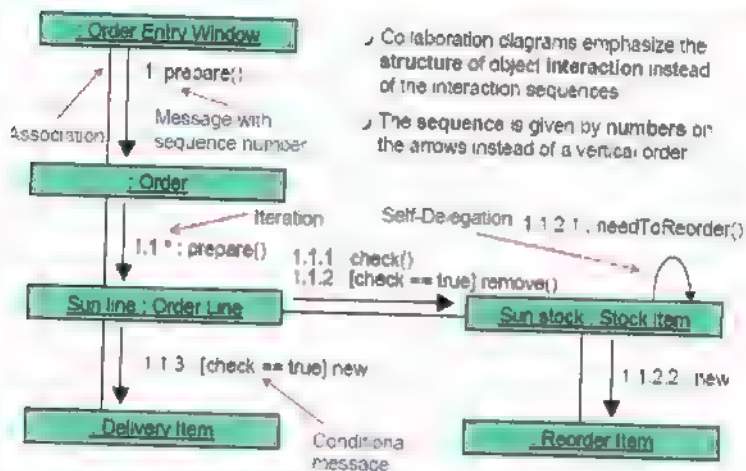 : Order Entry Window
1 prepare()
Association
Message with
sequence number
Collaboration diagrams emphasize the
structure of object interaction instead
of the interaction sequences
The sequence is given by numbers on
the arrows instead of a vertical order
: Order
Iteration
1.1 * : prepare()
Self-Delegation
1.1.2 1 : needToReorder()
1.1.1 check()
1.1.2 [check == true] remove()
Sun line : Order Line
Sun stock : Stock Item
1 1 3 [check == true] new
1 1.2.2 new
: Delivery Item
: Reorder Item
Conditional
message